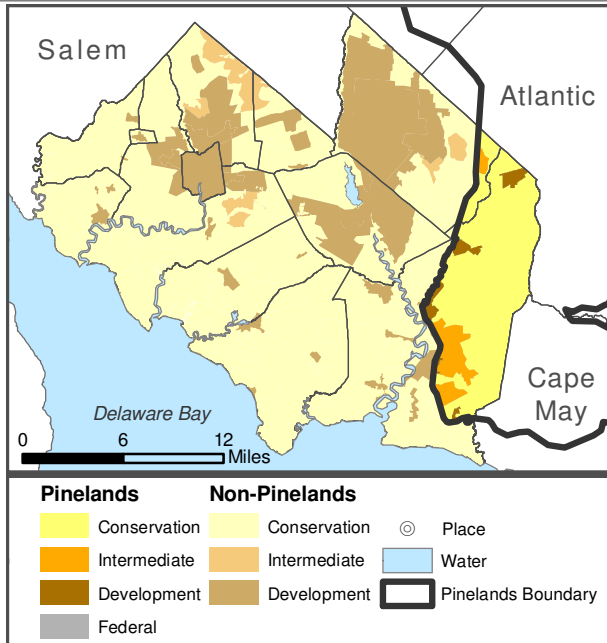 Salem
Atlantic
Cape
May
Delaware Bay
0 6 12
Miles
Pinelands Non-Pinelands
Conservation Conservation Place
Intermediate Intermediate Water
Development Development Pinelands Boundary
Federal